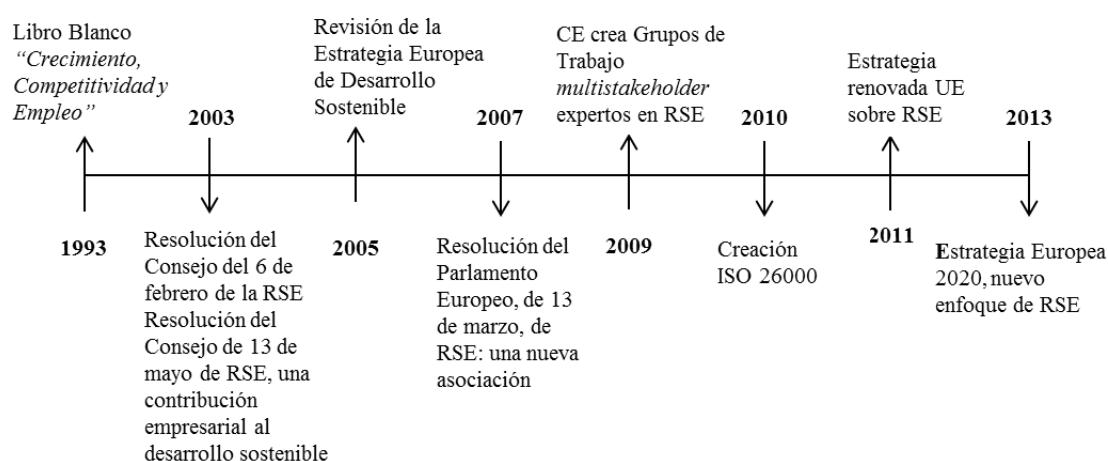 Libro Blanco
“Crecimiento,
Competitividad y
Empleo”
1993
2003
Resolución del
Consejo del 6 de
febrero de la RSE
Resolución del
Consejo de 13 de
mayo de RSE, una
contribución
empresarial al
desarrollo sostenible
Revisión de la
Estrategia Europea
de Desarrollo
Sostenible
2005
2007
Resolución del
Parlamento
Europeo, de 13
de marzo, de
RSE: una nueva
asociación
CE crea Grupos de
Trabajo
multistakeholder
expertos en RSE
2009
2010
Creación
ISO 26000
Estrategia
renovada UE
sobre RSE
2011
2013
Estrategia Europea
2020, nuevo
enfoque de RSE